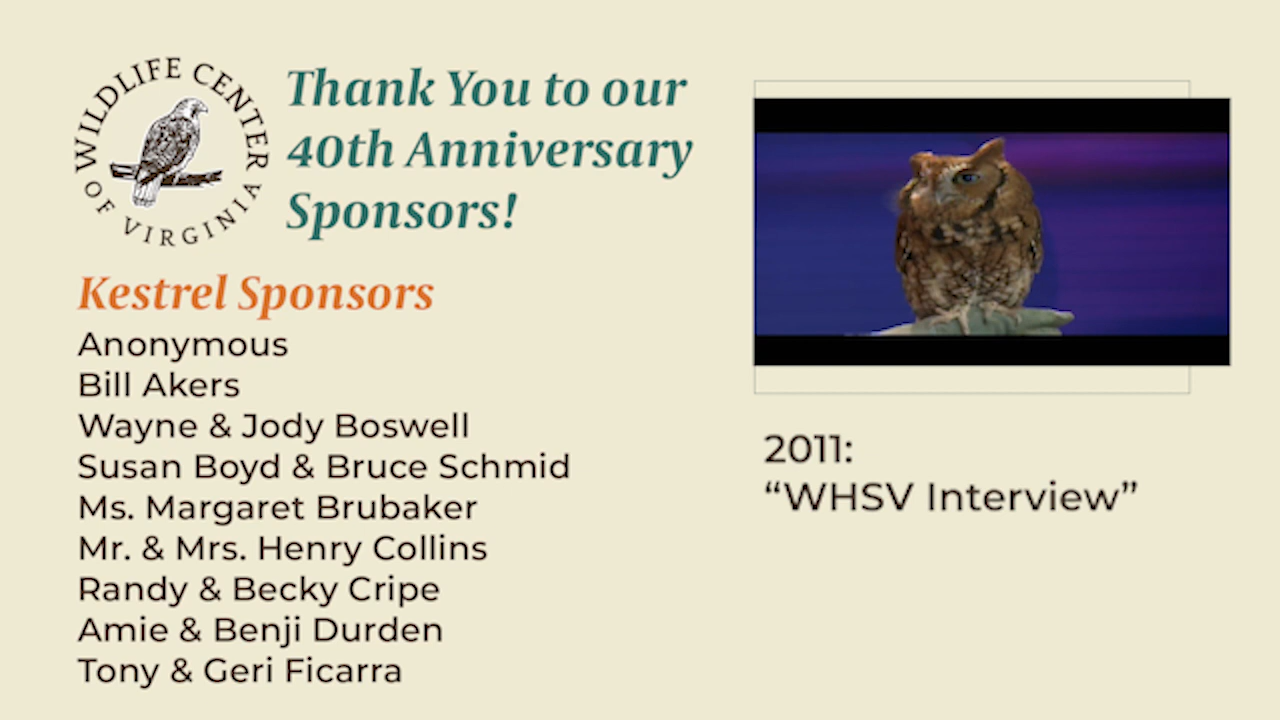 WILDLIFE CENTER
OF VIRGINIA
Thank You to our
40th Anniversary
Sponsors!
Kestrel Sponsors
Anonymous
Bill Akers
Wayne & Jody Boswell
Susan Boyd & Bruce Schmid
Ms. Margaret Brubaker
Mr. & Mrs. Henry Collins
Randy & Becky Cripe
Amie & Benji Durden
Tony & Geri Ficarra
2011:
“WHSV Interview”